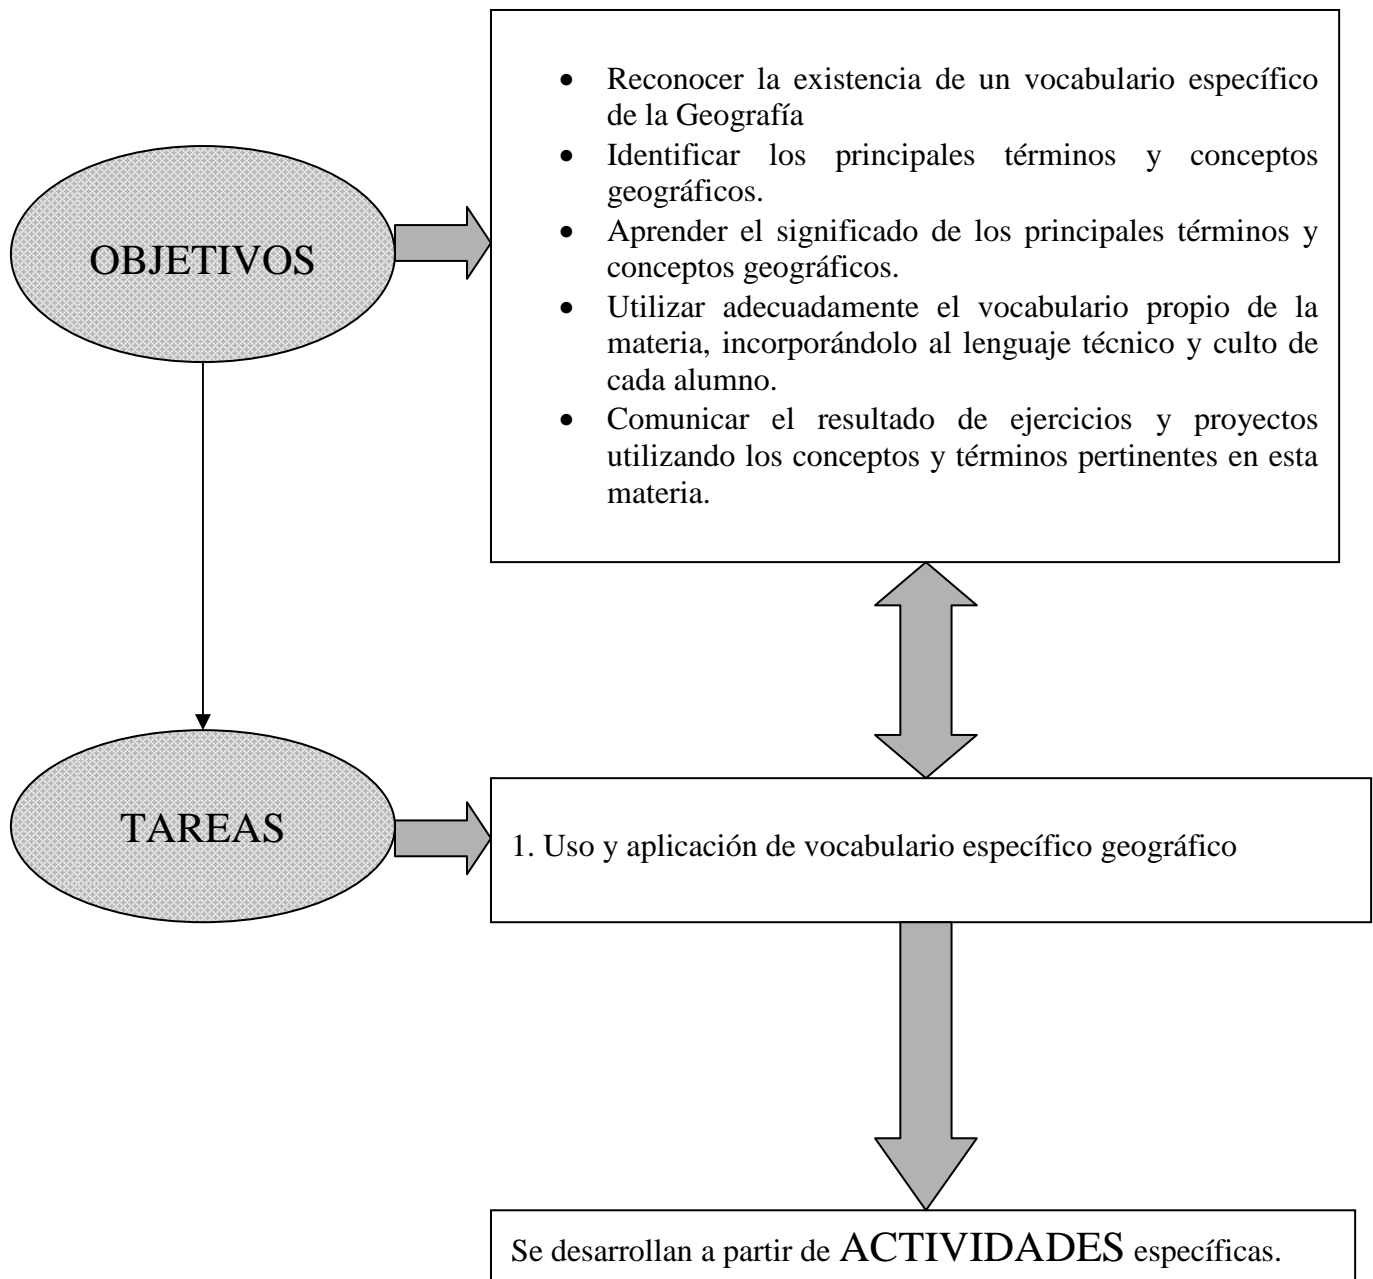 • Reconocer la existencia de un vocabulario específico
de la Geografía
• Identificar los principales términos y conceptos
geográficos.
• Aprender el significado de los principales términos y
conceptos geográficos.
• Utilizar adecuadamente el vocabulario propio de la
materia, incorporándolo al lenguaje técnico y culto de
cada alumno.
• Comunicar el resultado de ejercicios y proyectos
utilizando los conceptos y términos pertinentes en esta
materia.
OBJETIVOS
TAREAS
1. Uso y aplicación de vocabulario específico geográfico
Se desarrollan a partir de ACTIVIDADES específicas.